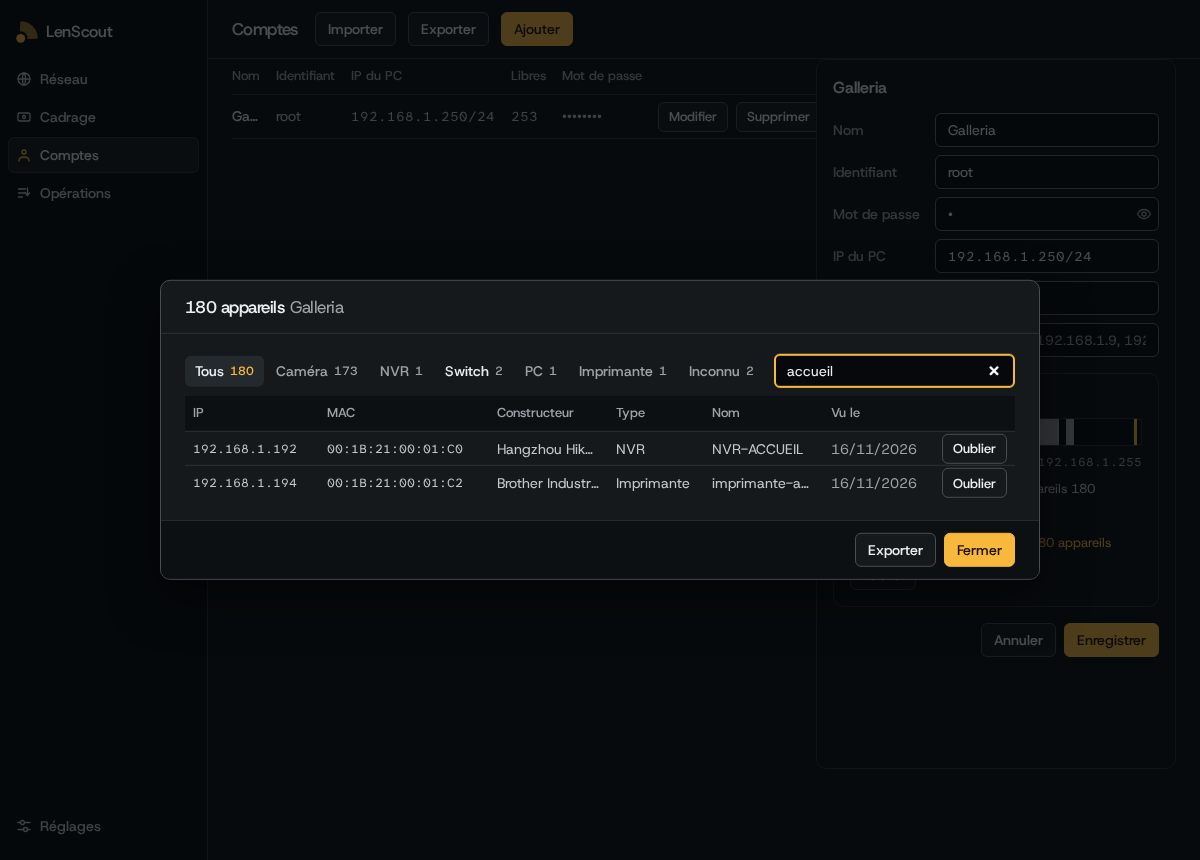 LenScout
Réseau
Cadrage
Comptes
Opérations
Réglages
Comptes Importer Exporter Ajouter
Nom Identifiant IP du PC Libres Mot de passe
Ga… root 192.168.1.250/24 253 •••••••• Modifier Supprimer
Galleria
Nom Galleria
Identifiant root
Mot de passe •
IP du PC 192.168.1.250/24
192.168.1.9, 192
192.168.1.255
areils 180
80 appareils
Annuler Enregistrer
180 appareils Galleria
Tous 180 Caméra 173 NVR 1 Switch 2 PC 1 Imprimante 1 Inconnu 2 accueil
IP MAC Constructeur Type Nom Vu le
192.168.1.192 00:1B:21:00:01:C0 Hangzhou Hik… NVR NVR-ACCUEIL 16/11/2026 Oublier
192.168.1.194 00:1B:21:00:01:C2 Brother Industr… Imprimante imprimante-a… 16/11/2026 Oublier
Exporter Fermer